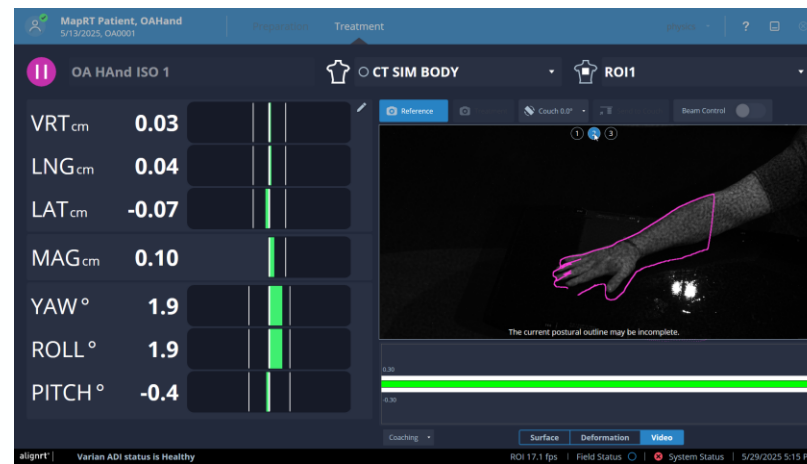 MapRT Patient, OAHand
5/13/2025, OA0001
Treatment
?
OA HAnd ISO 1
CT SIM BODY
ROI1
VRT cm 0.03
LNG cm 0.04
LAT cm -0.07
MAG cm 0.10
YAW ° 1.9
ROLL ° 1.9
PITCH ° -0.4
Reference
Couch 0.0°
Beam Control
1 2 3
The current postural outline may be incomplete.
0.30
-0.30
Coaching
Surface
Deformation
Video
alignrt®
Varian ADI status is Healthy
ROI 17.1 fps
Field Status
System Status
5/29/2025 5:15 P